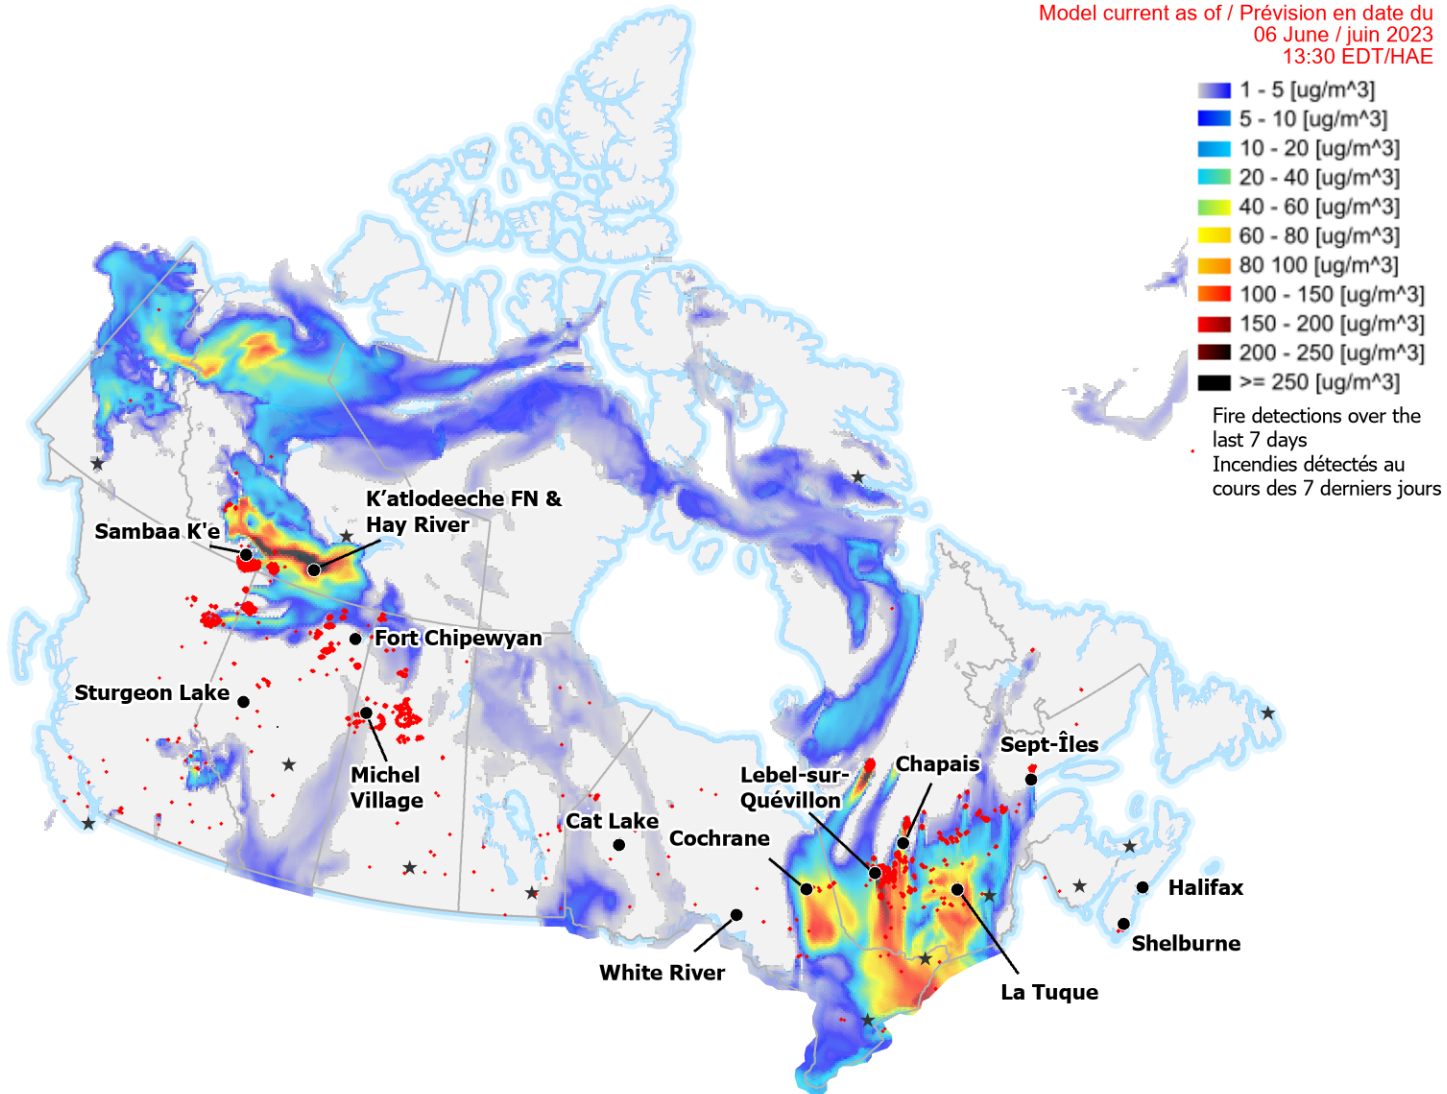 Model current as of / Prévision en date du
06 June / juin 2023
13:30 EDT/HAE
1 - 5 [ug/m^3]
5 - 10 [ug/m^3]
10 - 20 [ug/m^3]
20 - 40 [ug/m^3]
40 - 60 [ug/m^3]
60 - 80 [ug/m^3]
80 100 [ug/m^3]
100 - 150 [ug/m^3]
150 - 200 [ug/m^3]
200 - 250 [ug/m^3]
>= 250 [ug/m^3]
Fire detections over the
last 7 days
Incendies détectés au
cours des 7 derniers jours
K'atlodeeche FN &
Hay River
Sambaa K'e
Fort Chipewyan
Sturgeon Lake
Michel
Village
Cat Lake
White River
Cochrane
Lebel-sur-
Quévillon
Chapais
Sept-Îles
La Tuque
Halifax
Shelburne